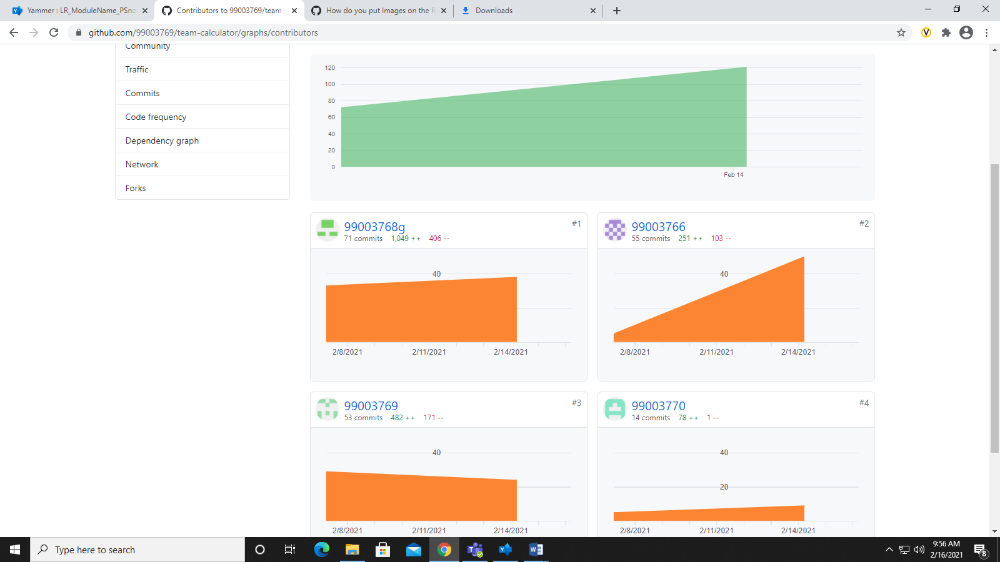 Yammer : LR_ModuleName_PSno
Contributors to 99003769/team-
How do you put Images on the R
Downloads
github.com/99003769/team-calculator/graphs/contributors
V
Community
Traffic
Commits
Code frequency
Dependency graph
Network
Forks
120
100
80
60
40
20
0
Feb 14
99003768g
#1
71 commits 1,049 ++ 406 --
40
2/8/2021 2/11/2021 2/14/2021
99003766
#2
55 commits 251 ++ 103 --
40
2/8/2021 2/11/2021 2/14/2021
99003769
#3
53 commits 482 ++ 171 --
40
2/8/2021 2/11/2021 2/14/2021
99003770
#4
14 commits 78 ++ 1 --
40
20
2/8/2021 2/11/2021 2/14/2021
Type here to search
9:56 AM
2/16/2021
8